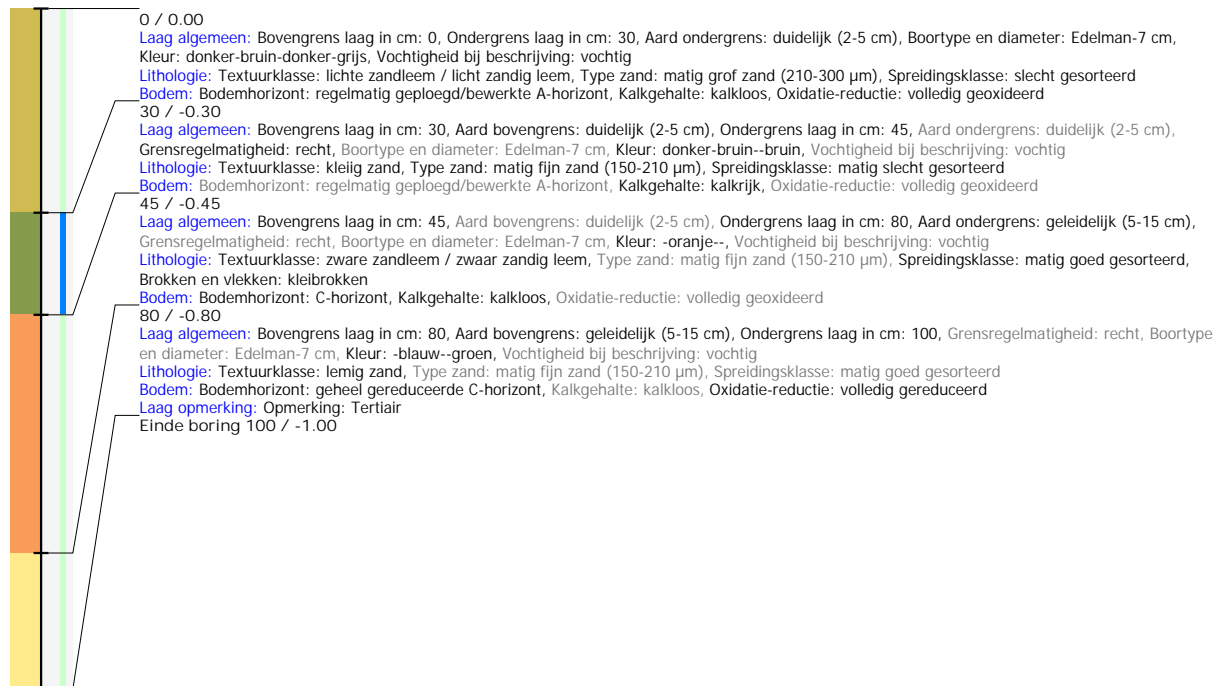 0 / 0.00
Laag algemeen: Bovengrens laag in cm: 0, Ondergrens laag in cm: 30, Aard ondergrens: duidelijk (2-5 cm), Boortype en diameter: Edelman-7 cm,
Kleur: donker-bruin-donker-grijs, Vochtigheid bij beschrijving: vochtig
Lithologie: Textuurklasse: lichte zandleem / licht zandig leem, Type zand: matig grof zand (210-300 µm), Spreidingsklasse: slecht gesorteerd
Bodem: Bodemhorizont: regelmatig geploegd/bewerkte A-horizont, Kalkgehalte: kalkloos, Oxidatie-reductie: volledig geoxideerd
30 / -0.30
Laag algemeen: Bovengrens laag in cm: 30, Aard bovengrens: duidelijk (2-5 cm), Ondergrens laag in cm: 45, Aard ondergrens: duidelijk (2-5 cm),
Grensregelmatigheid: recht, Boortype en diameter: Edelman-7 cm, Kleur: donker-bruin--bruin, Vochtigheid bij beschrijving: vochtig
Lithologie: Textuurklasse: kleiig zand, Type zand: matig fijn zand (150-210 µm), Spreidingsklasse: matig slecht gesorteerd
Bodem: Bodemhorizont: regelmatig geploegd/bewerkte A-horizont, Kalkgehalte: kalkrijk, Oxidatie-reductie: volledig geoxideerd
45 / -0.45
Laag algemeen: Bovengrens laag in cm: 45, Aard bovengrens: duidelijk (2-5 cm), Ondergrens laag in cm: 80, Aard ondergrens: geleidelijk (5-15 cm),
Grensregelmatigheid: recht, Boortype en diameter: Edelman-7 cm, Kleur: -oranje--, Vochtigheid bij beschrijving: vochtig
Lithologie: Textuurklasse: zware zandleem / zwaar zandig leem, Type zand: matig fijn zand (150-210 µm), Spreidingsklasse: matig goed gesorteerd,
Brokken en vlekken: kleibrokken
Bodem: Bodemhorizont: C-horizont, Kalkgehalte: kalkloos, Oxidatie-reductie: volledig geoxideerd
80 / -0.80
Laag algemeen: Bovengrens laag in cm: 80, Aard bovengrens: geleidelijk (5-15 cm), Ondergrens laag in cm: 100, Grensregelmatigheid: recht, Boortype
en diameter: Edelman-7 cm, Kleur: -blauw--groen, Vochtigheid bij beschrijving: vochtig
Lithologie: Textuurklasse: lemig zand, Type zand: matig fijn zand (150-210 µm), Spreidingsklasse: matig goed gesorteerd
Bodem: Bodemhorizont: geheel gereduceerde C-horizont, Kalkgehalte: kalkloos, Oxidatie-reductie: volledig gereduceerd
Laag opmerking: Opmerking: Tertiair
Einde boring 100 / -1.00